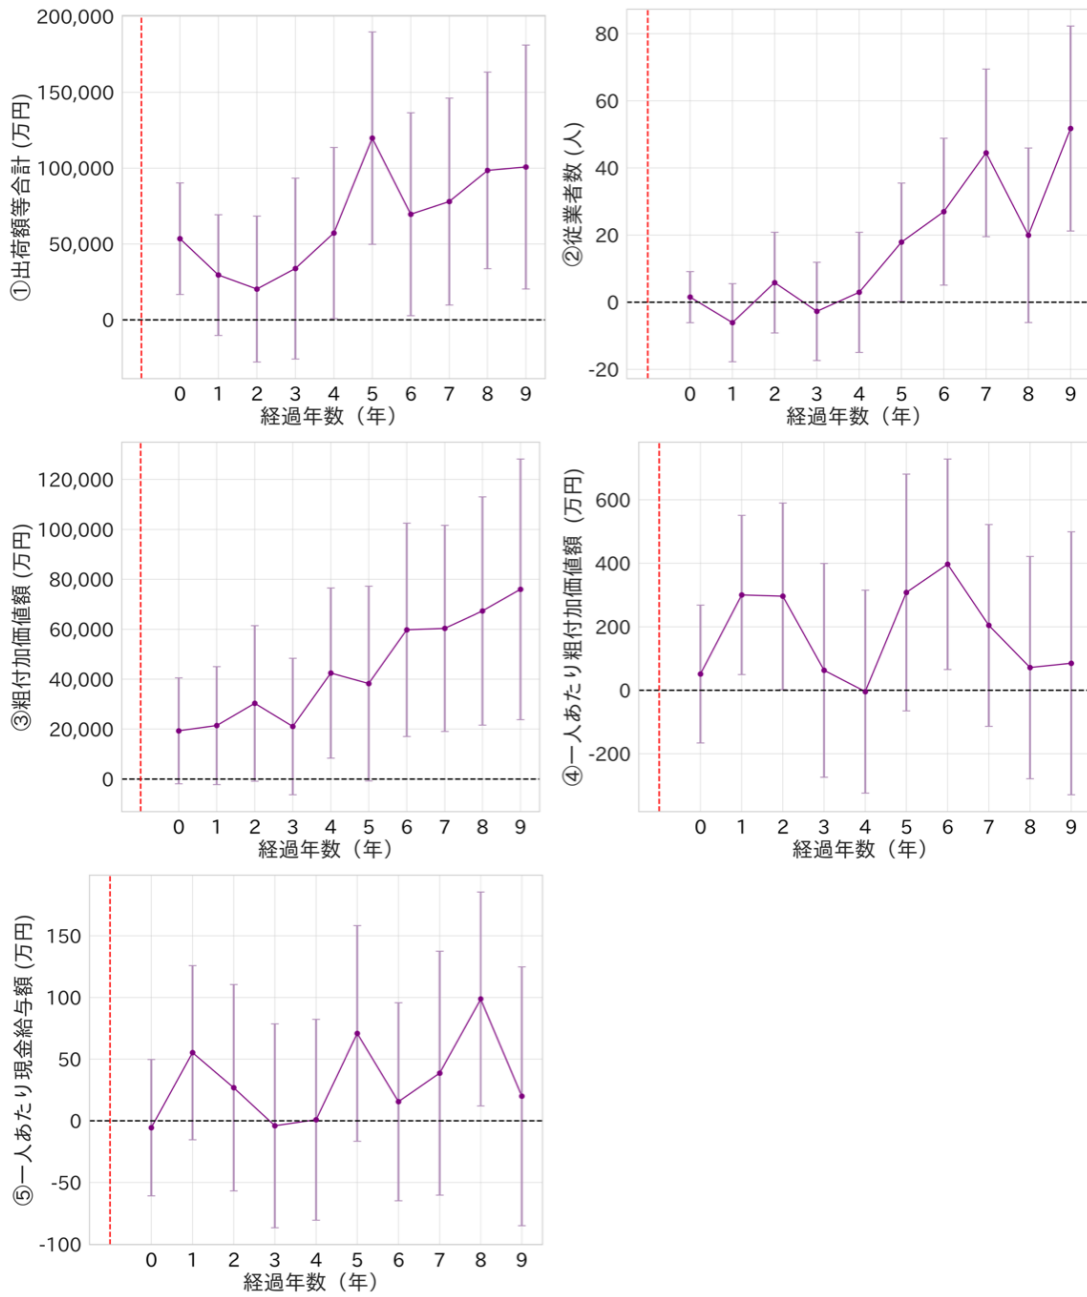 ①出荷額等合計 (万円)
200,000
150,000
100,000
50,000
0
0 1 2 3 4 5 6 7 8 9
経過年数（年）
②従業者数 (人)
80
60
40
20
0
-20
0 1 2 3 4 5 6 7 8 9
経過年数（年）
③粗付加価値額 (万円)
120,000
100,000
80,000
60,000
40,000
20,000
0
0 1 2 3 4 5 6 7 8 9
経過年数（年）
④一人あたり粗付加価値額 (万円)
600
400
200
0
-200
0 1 2 3 4 5 6 7 8 9
経過年数（年）
⑤一人あたり現金給与額 (万円)
150
100
50
0
-50
-100
0 1 2 3 4 5 6 7 8 9
経過年数（年）